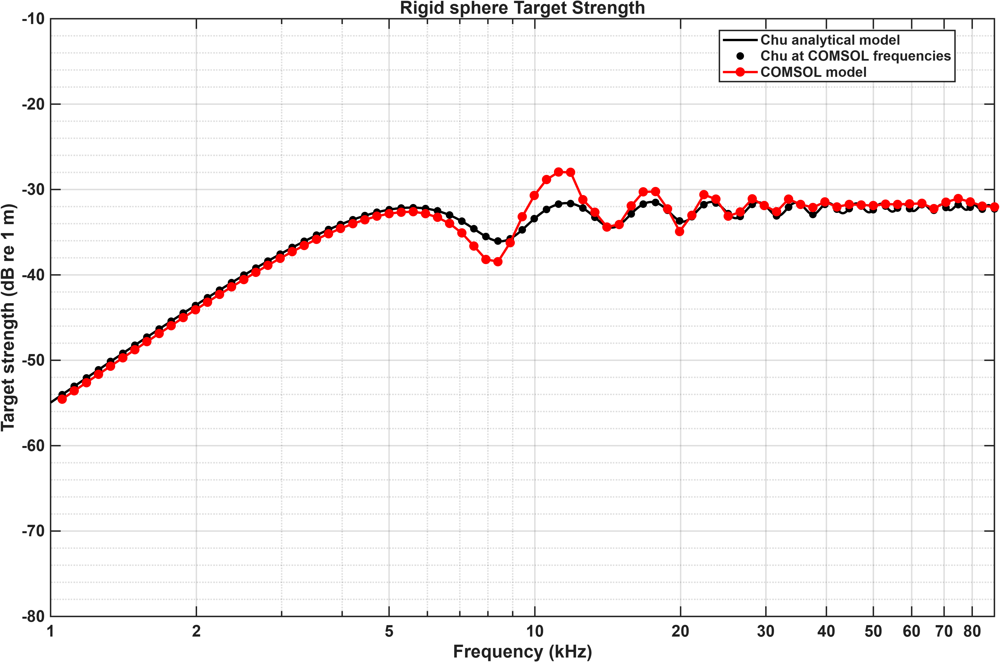 Rigid sphere Target Strength
Chu analytical model
Chu at COMSOL frequencies
COMSOL model
Target strength (dB re 1 m)
-10
-20
-30
-40
-50
-60
-70
-80
1 2 5 10 20 30 40 50 60 70 80
Frequency (kHz)